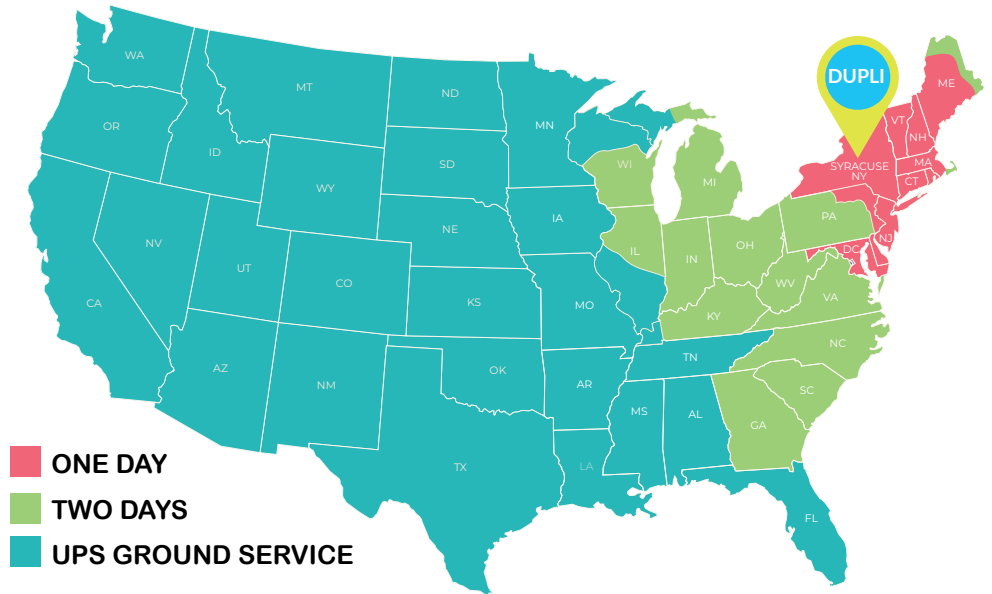 WA
OR
CA
NV
ID
MT
WY
UT
AZ
CO
NM
ND
SD
NE
KS
OK
TX
MN
IA
MO
AR
LA
WI
IL
MI
IN
OH
KY
TN
MS
AL
GA
FL
SC
NC
VA
WV
PA
DC
NJ
DUPLI
SYRACUSE
NY
CT
MA
VT
NH
ME
ONE DAY
TWO DAYS
UPS GROUND SERVICE